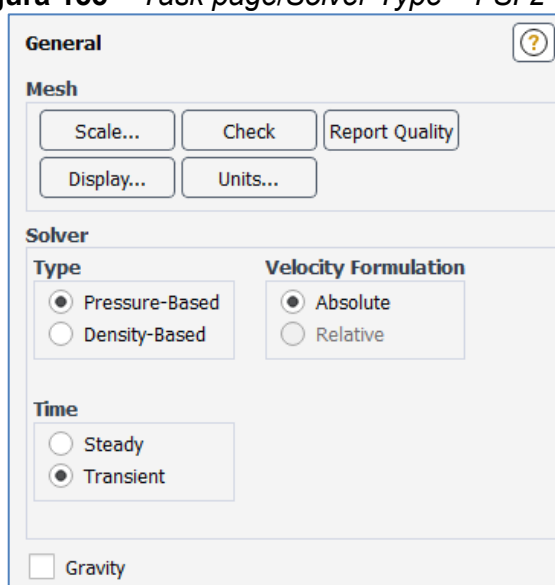 General
Mesh
Scale... Check Report Quality
Display... Units...
Solver
Type Velocity Formulation
Pressure-Based Absolute
Density-Based Relative
Time
Steady
Transient
Gravity